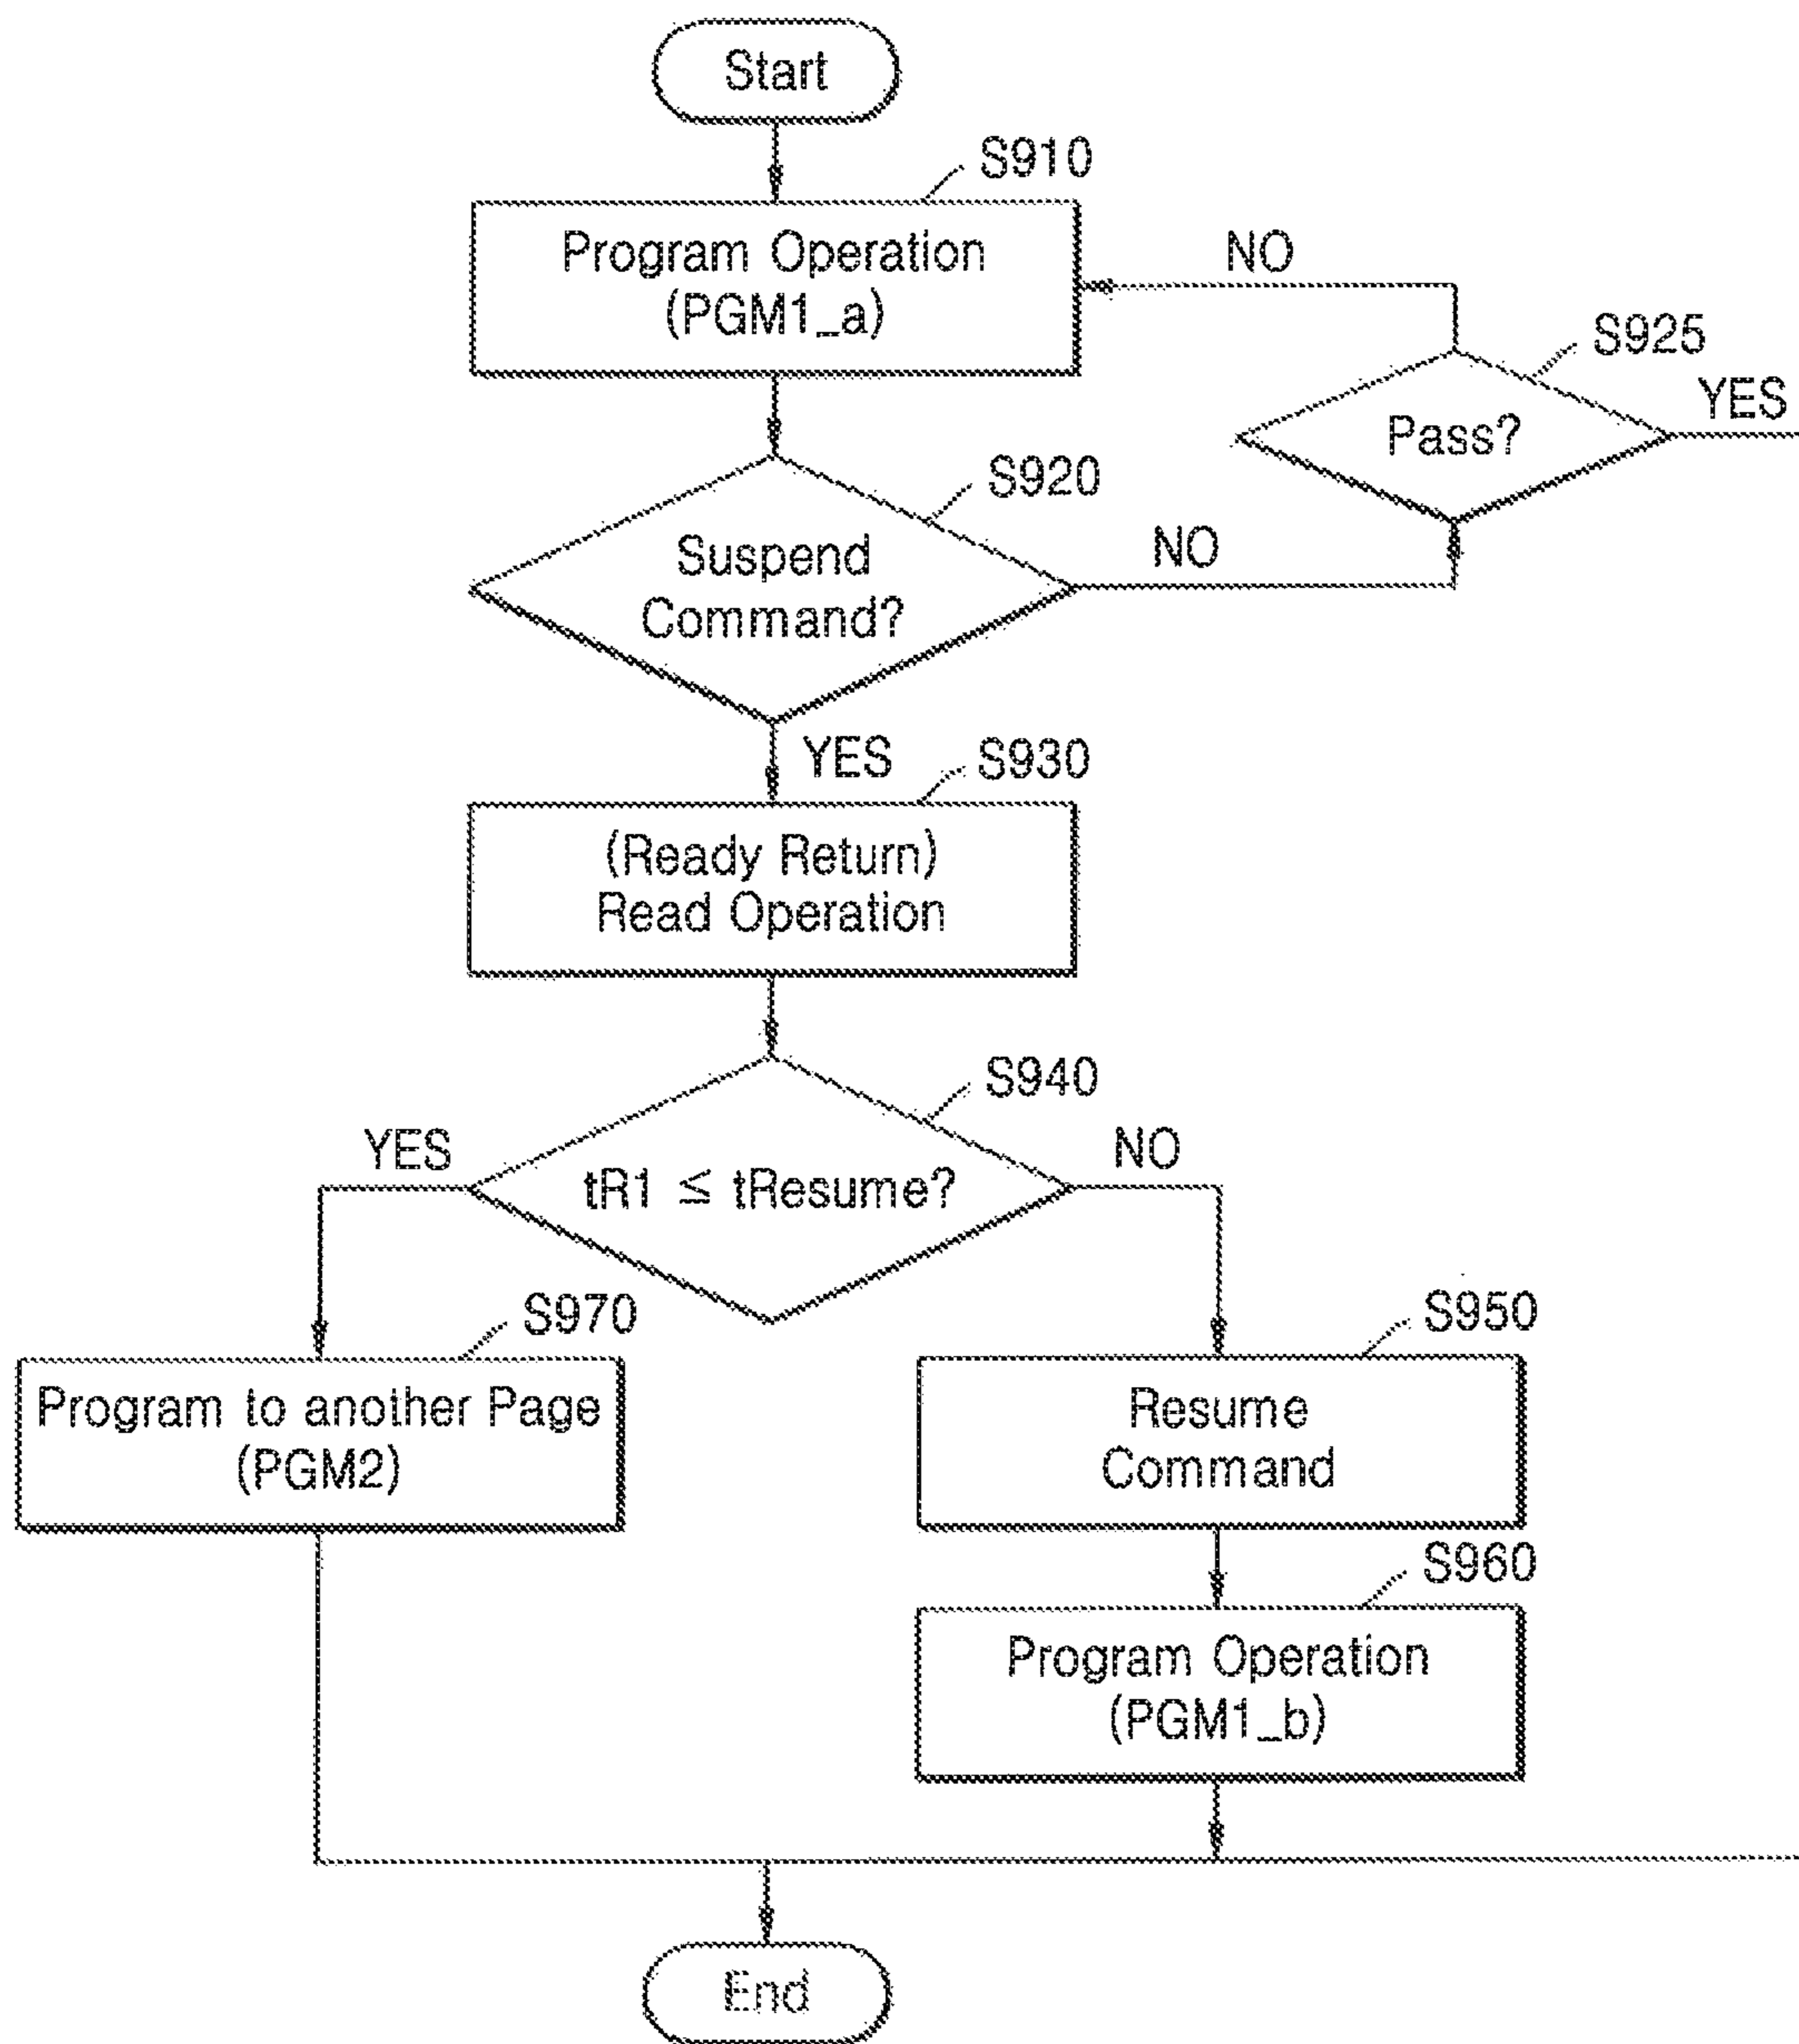 Start
S910
Program Operation
(PGM1_a)
NO
S925
Pass?
YES
S920
Suspend
Command?
NO
YES
S930
(Ready Return)
Read Operation
S940
tR1 ≤ tResume?
YES
NO
S970
Program to another Page
(PGM2)
S950
Resume
Command
S960
Program Operation
(PGM1_b)
End